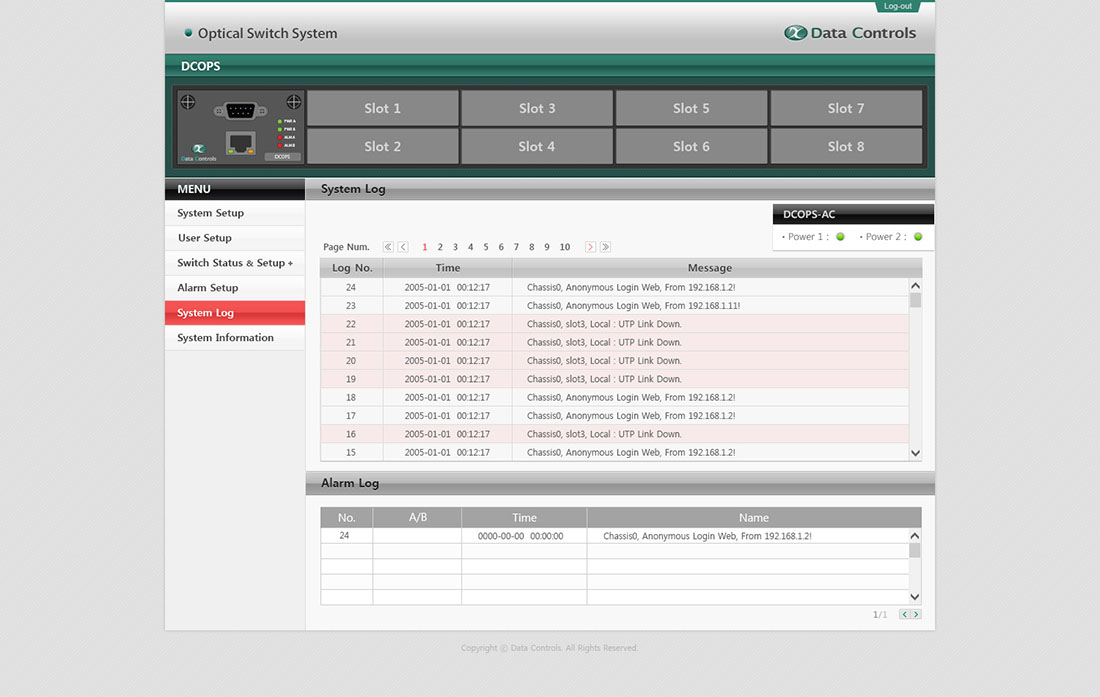 Log-out
Optical Switch System
Data Controls
DCOPS
PWR A
PWR B
ALM A
ALM B
Data Controls
DCOPS
Slot 1 Slot 3 Slot 5 Slot 7
Slot 2 Slot 4 Slot 6 Slot 8
MENU
System Setup
User Setup
Switch Status & Setup +
Alarm Setup
System Log
System Information
System Log
DCOPS-AC
· Power 1 : · Power 2 :
Page Num. 1 2 3 4 5 6 7 8 9 10
Log No. Time Message
24 2005-01-01 00:12:17 Chassis0, Anonymous Login Web, From 192.168.1.2!
23 2005-01-01 00:12:17 Chassis0, Anonymous Login Web, From 192.168.1.11!
22 2005-01-01 00:12:17 Chassis0, slot3, Local : UTP Link Down.
21 2005-01-01 00:12:17 Chassis0, slot3, Local : UTP Link Down.
20 2005-01-01 00:12:17 Chassis0, slot3, Local : UTP Link Down.
19 2005-01-01 00:12:17 Chassis0, slot3, Local : UTP Link Down.
18 2005-01-01 00:12:17 Chassis0, Anonymous Login Web, From 192.168.1.2!
17 2005-01-01 00:12:17 Chassis0, Anonymous Login Web, From 192.168.1.2!
16 2005-01-01 00:12:17 Chassis0, slot3, Local : UTP Link Down.
15 2005-01-01 00:12:17 Chassis0, Anonymous Login Web, From 192.168.1.2!
Alarm Log
No. A/B Time Name
24 0000-00-00 00:00:00 Chassis0, Anonymous Login Web, From 192.168.1.2!
1/1
Copyright ⓒ Data Controls. All Rights Reserved.